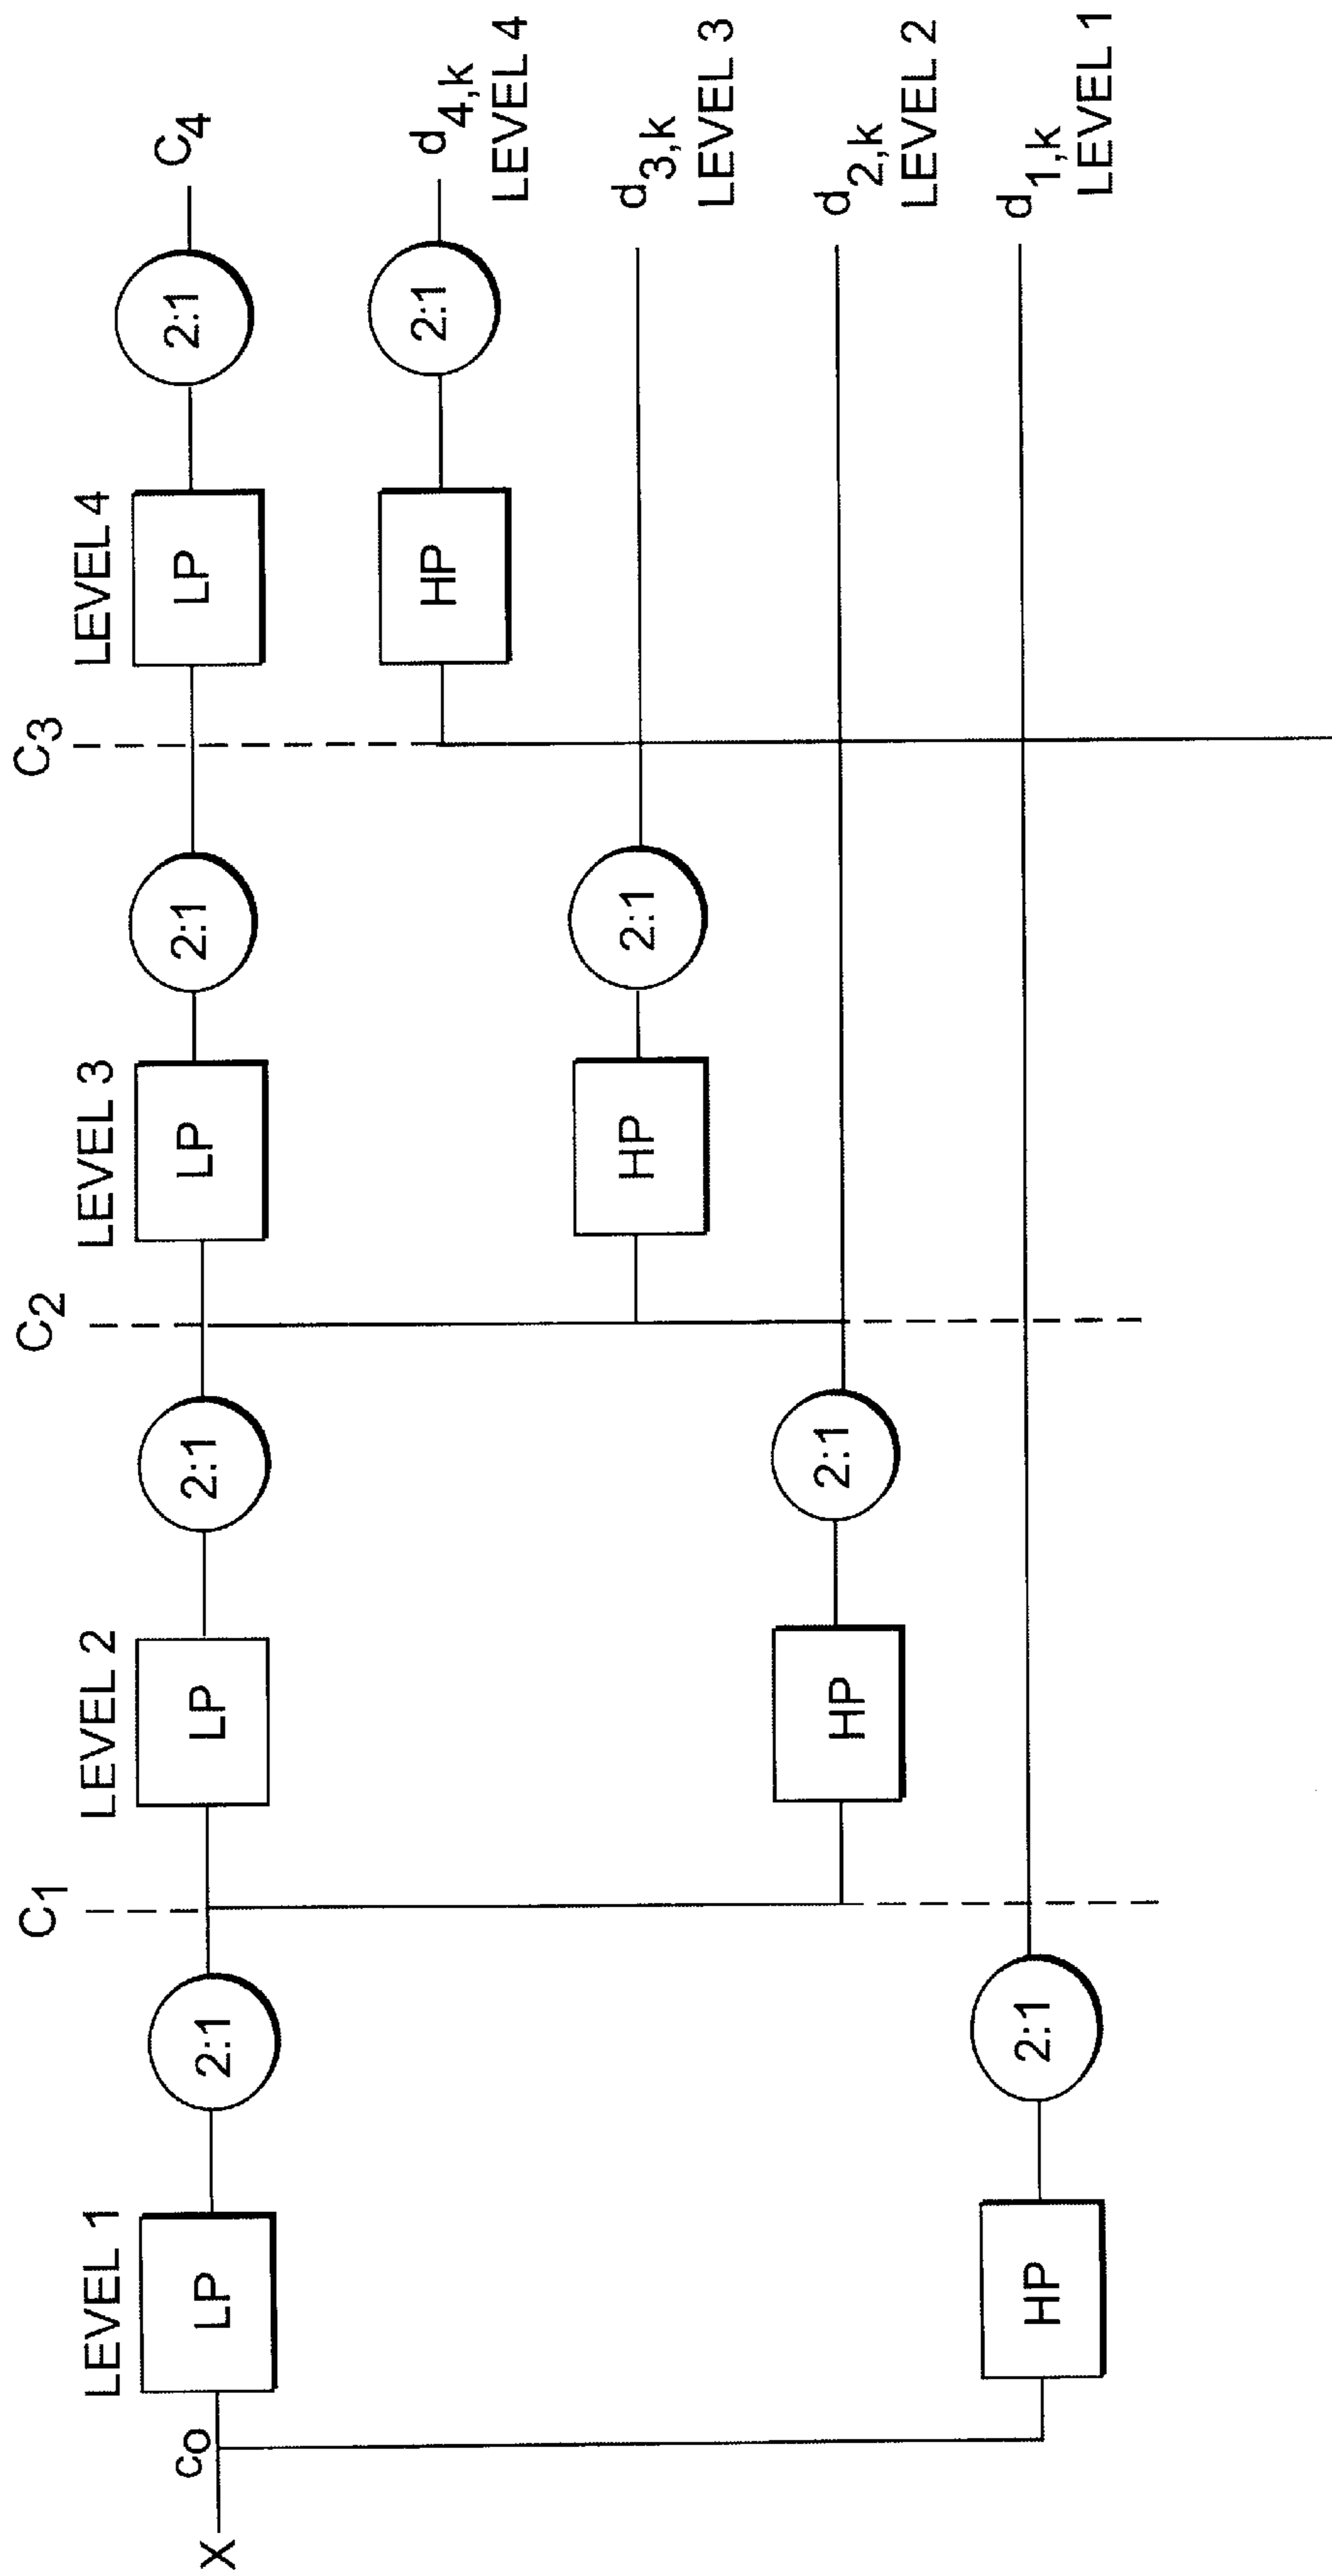 C1
C2
C3
LEVEL 1
LEVEL 2
LEVEL 3
LEVEL 4
X
c0
LP
2:1
LP
2:1
LP
2:1
LP
2:1
C4
HP
2:1
d4,k
LEVEL 4
HP
2:1
d3,k
LEVEL 3
HP
2:1
d2,k
LEVEL 2
HP
2:1
d1,k
LEVEL 1